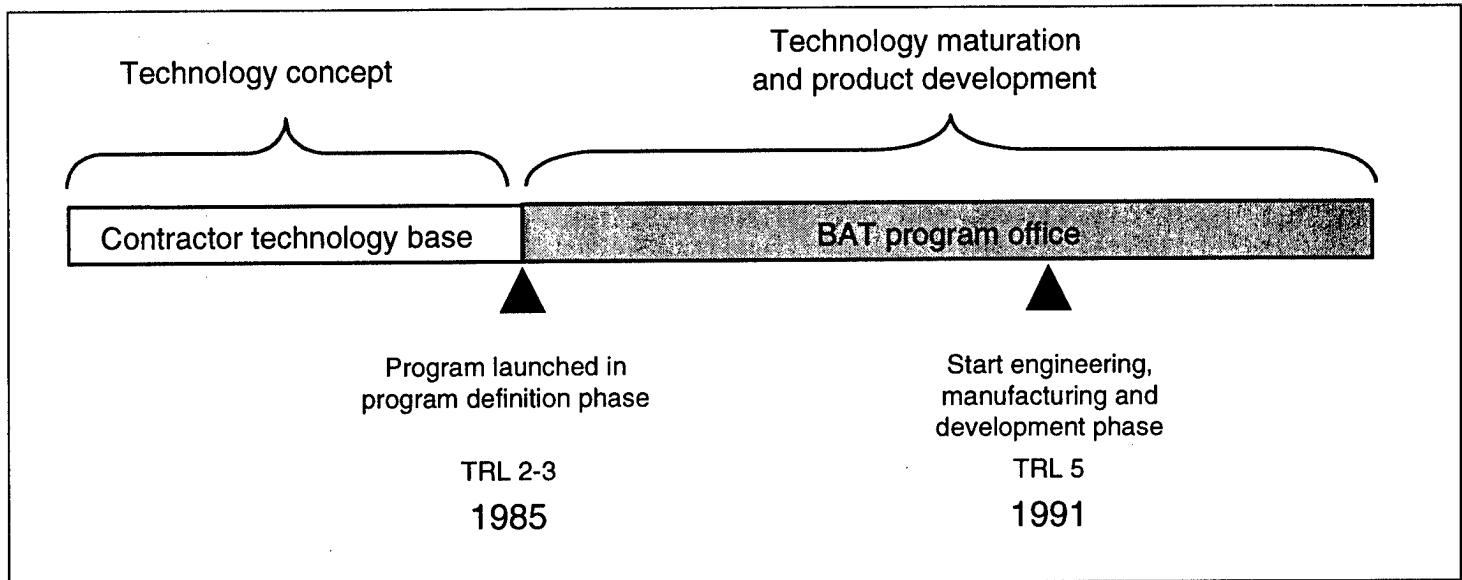 Technology concept
Technology maturation
and product development
Contractor technology base
BAT program office
Program launched in
program definition phase
TRL 2-3
1985
Start engineering,
manufacturing and
development phase
TRL 5
1991